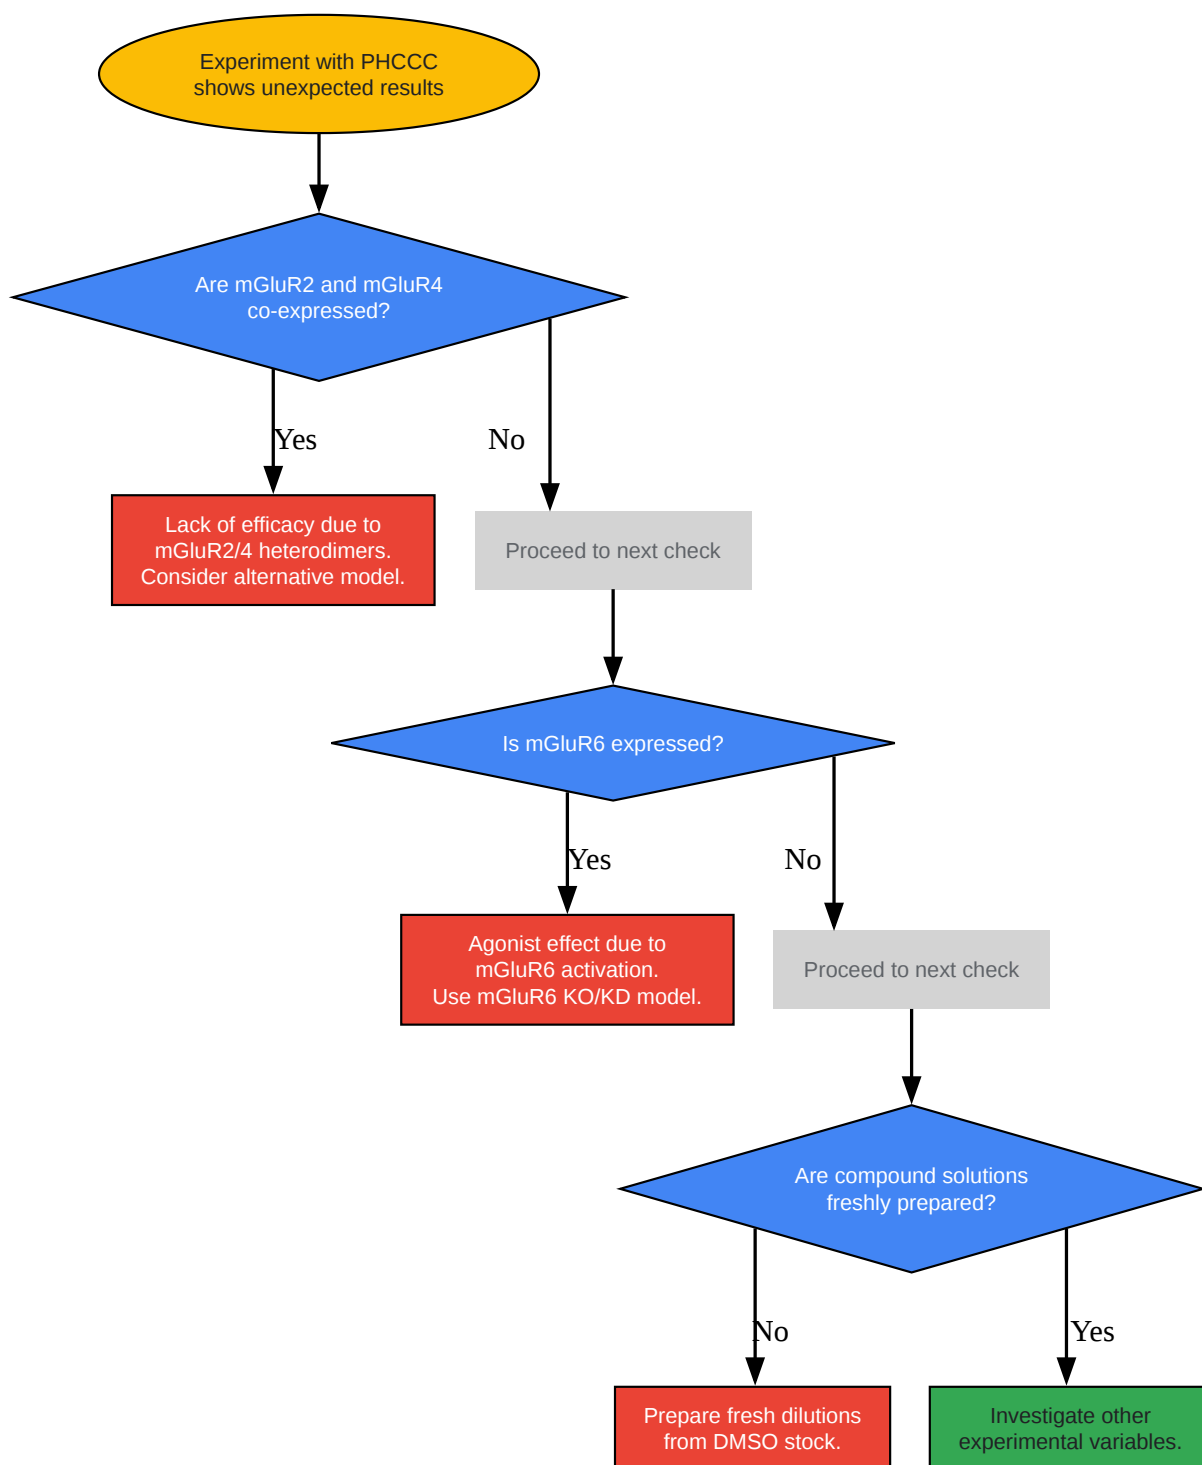 Experiment with PHCCC
shows unexpected results
Are mGluR2 and mGluR4
co-expressed?
Yes
No
Lack of efficacy due to
mGluR2/4 heterodimers.
Consider alternative model.
Proceed to next check
Is mGluR6 expressed?
Yes
No
Agonist effect due to
mGluR6 activation.
Use mGluR6 KO/KD model.
Proceed to next check
Are compound solutions
freshly prepared?
No
Yes
Prepare fresh dilutions
from DMSO stock.
Investigate other
experimental variables.